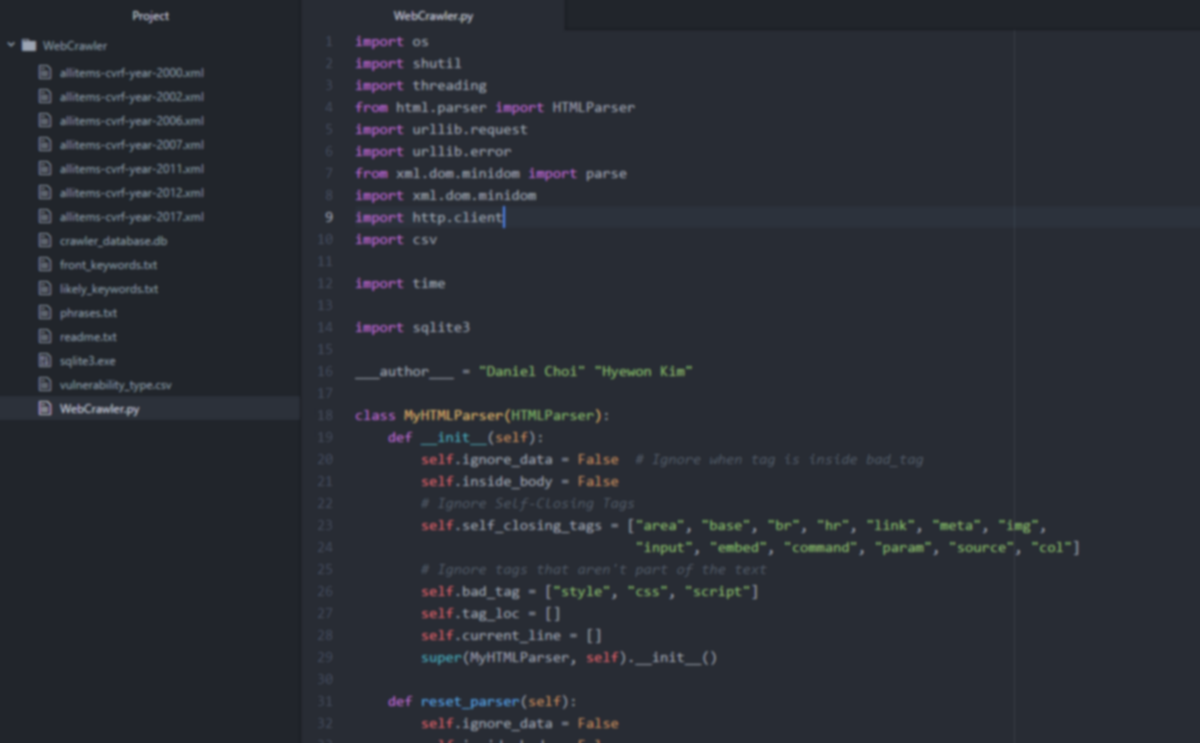 Project
WebCrawler
allitems-cvrf-year-2000.xml
allitems-cvrf-year-2002.xml
allitems-cvrf-year-2006.xml
allitems-cvrf-year-2007.xml
allitems-cvrf-year-2011.xml
allitems-cvrf-year-2012.xml
allitems-cvrf-year-2017.xml
crawler_database.db
front_keywords.txt
likely_keywords.txt
phrases.txt
readme.txt
sqlite3.exe
vulnerability_type.csv
WebCrawler.py
WebCrawler.py
1 import os
2 import shutil
3 import threading
4 from html.parser import HTMLParser
5 import urllib.request
6 import urllib.error
7 from xml.dom.minidom import parse
8 import xml.dom.minidom
9 import http.client
10 import csv
11
12 import time
13
14 import sqlite3
15
16 ___author___ = "Daniel Choi" "Hyewon Kim"
17
18 class MyHTMLParser(HTMLParser):
19 def __init__(self):
20 self.ignore_data = False # Ignore when tag is inside bad_tag
21 self.inside_body = False
22 # Ignore Self-Closing Tags
23 self.self_closing_tags = ["area", "base", "br", "hr", "link", "meta", "img",
24 "input", "embed", "command", "param", "source", "col"]
25 # Ignore tags that aren't part of the text
26 self.bad_tag = ["style", "css", "script"]
27 self.tag_loc = []
28 self.current_line = []
29 super(MyHTMLParser, self).__init__()
30
31 def reset_parser(self):
32 self.ignore_data = False